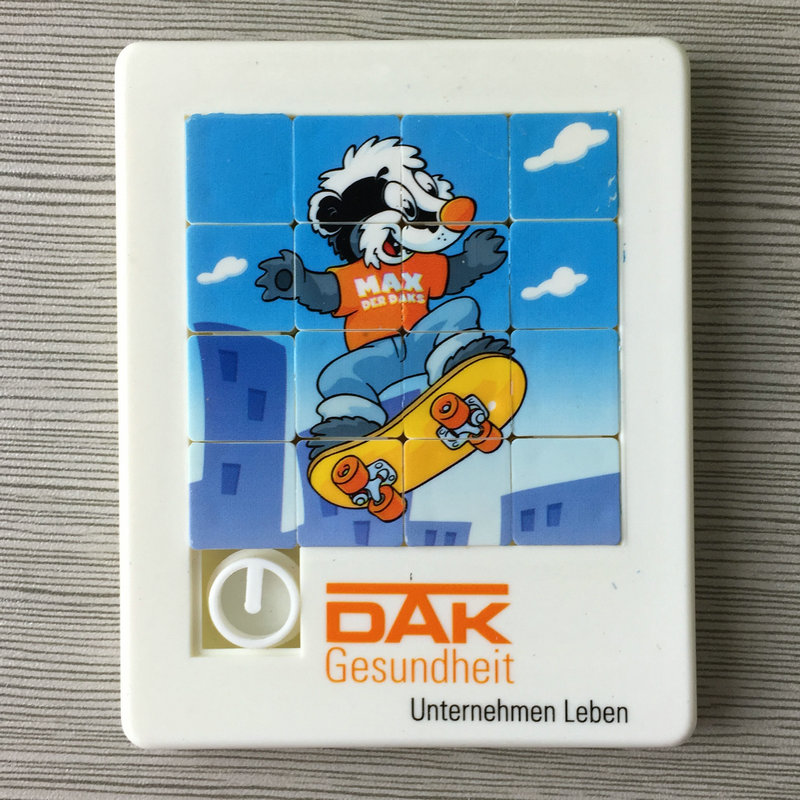 MAX
DER DAKS
DAK
Gesundheit
Unternehmen Leben